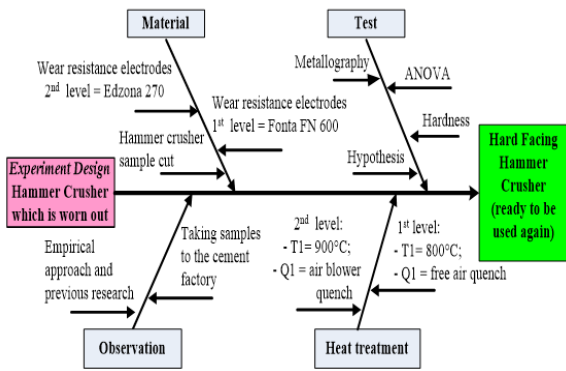 Material
Test
Wear resistance electrodes
2nd level = Edzona 270
Wear resistance electrodes
1st level = Fonta FN 600
Hammer crusher
sample cut
Metallography
ANOVA
Hardness
Hypothesis
Experiment Design
Hammer Crusher
which is worn out
Hard Facing
Hammer
Crusher
(ready to be
used again)
Empirical
approach and
previous research
Taking samples
to the cement
factory
2nd level:
- T1= 900°C;
- Q1 = air blower
quench
1st level:
- T1= 800°C;
- Q1 = free air quench
Observation
Heat treatment